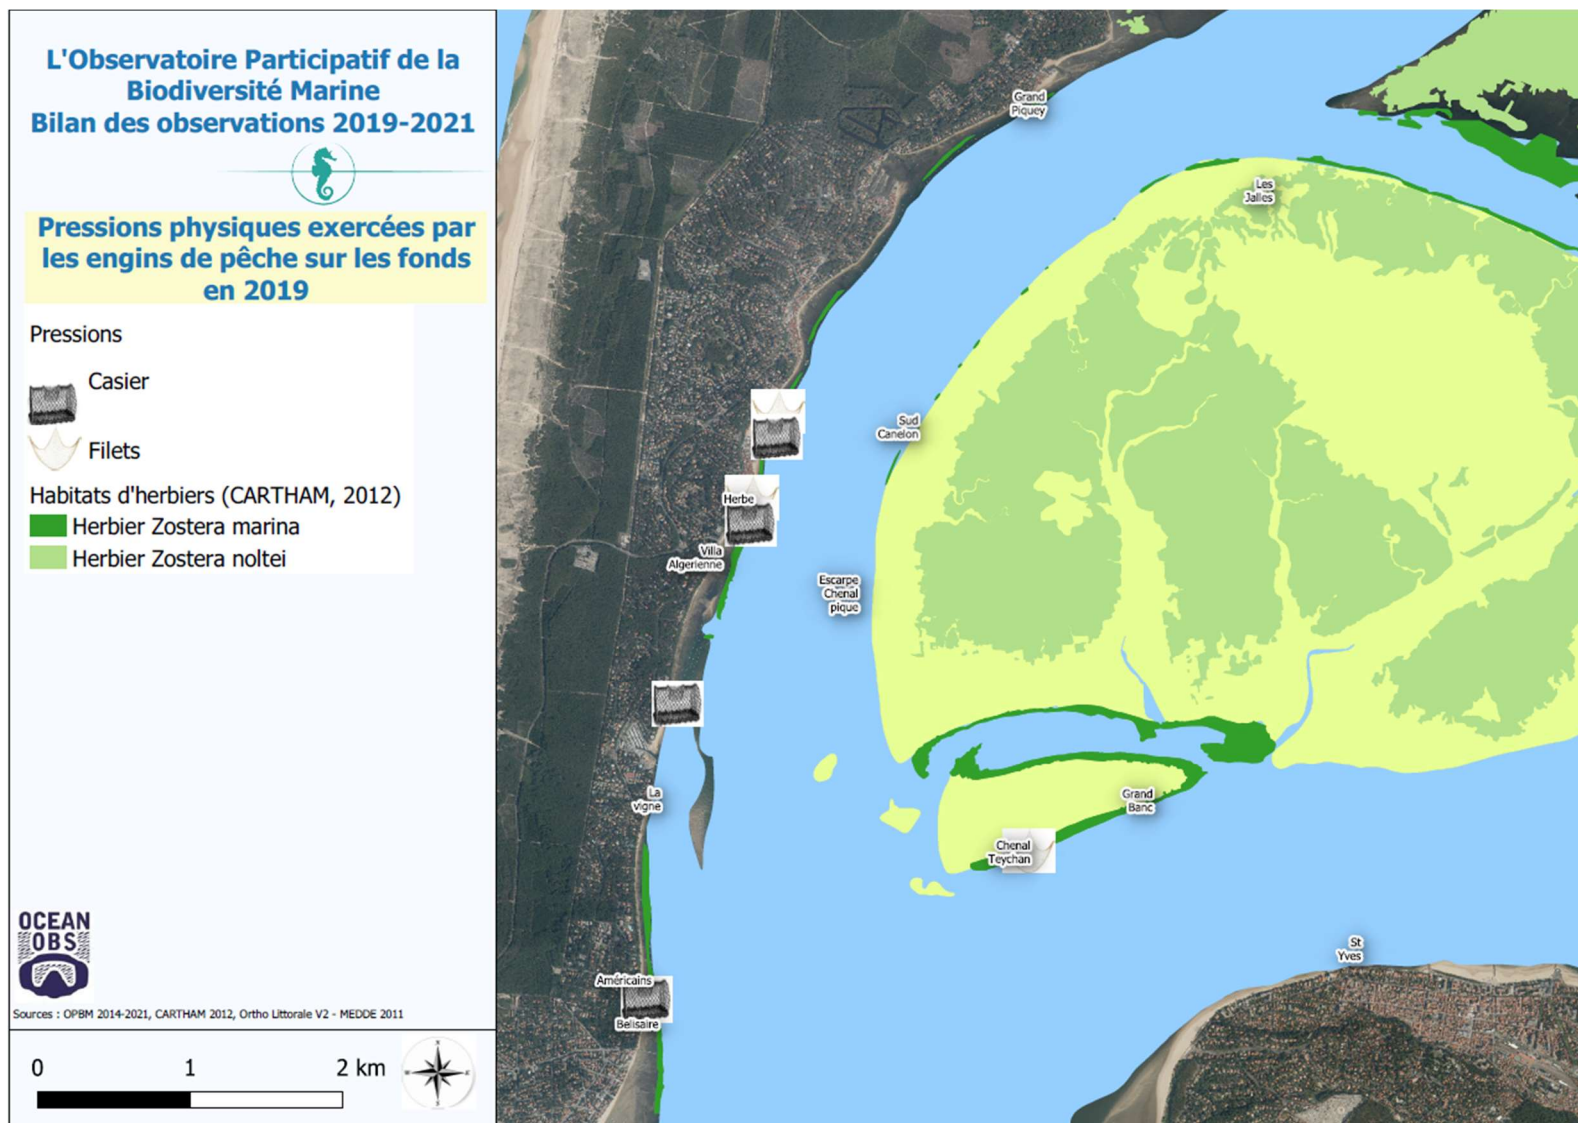 L'Observatoire Participatif de la
Biodiversité Marine
Bilan des observations 2019-2021
Pressions physiques exercées par
les engins de pêche sur les fonds
en 2019
Pressions
Casier
Filets
Habitats d'herbiers (CARTHAM, 2012)
Herbier Zostera marina
Herbier Zostera noltei
OCEAN
OBS
Sources : OPBM 2014-2021, CARTHAM 2012, Ortho Littorale V2 - MEDDE 2011
0 1 2 km
Grand
Piquey
Les
Jalles
Sud
Canelon
Herbe
Villa
Algerienne
Escarpe
Chenal
pique
La
vigne
Grand
Banc
Chenal
Teychan
St
Yves
Américains
Belisaire